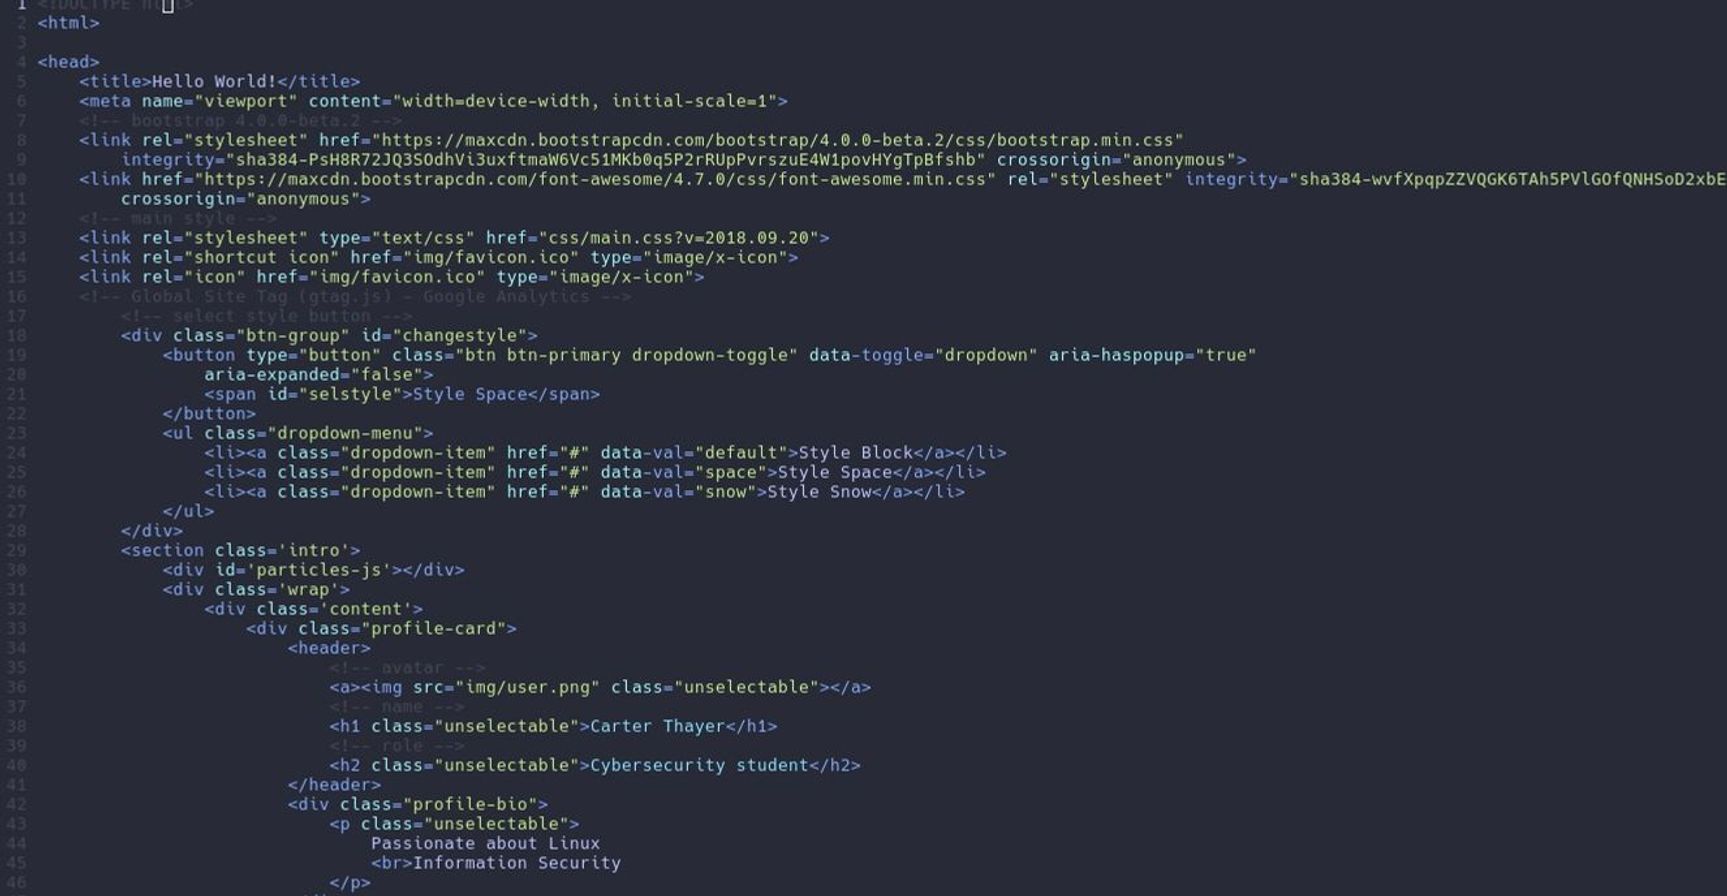 1 <!DOCTYPE html>
2 <html>
3
4 <head>
5     <title>Hello World!</title>
6     <meta name="viewport" content="width=device-width, initial-scale=1">
7     <!-- bootstrap 4.0.0-beta.2 -->
8     <link rel="stylesheet" href="https://maxcdn.bootstrapcdn.com/bootstrap/4.0.0-beta.2/css/bootstrap.min.css"
9         integrity="sha384-PsH8R72JQ3SOdhVi3uxftmaW6Vc51MKb0q5P2rRUpPvrszuE4W1povHYgTpBfshb" crossorigin="anonymous">
10     <link href="https://maxcdn.bootstrapcdn.com/font-awesome/4.7.0/css/font-awesome.min.css" rel="stylesheet" integrity="sha384-wvfXpqpZZVQGK6TAh5PVlGOfQNHSoD2xbE
11         crossorigin="anonymous">
12     <!-- main style -->
13     <link rel="stylesheet" type="text/css" href="css/main.css?v=2018.09.20">
14     <link rel="shortcut icon" href="img/favicon.ico" type="image/x-icon">
15     <link rel="icon" href="img/favicon.ico" type="image/x-icon">
16     <!-- Global Site Tag (gtag.js) - Google Analytics -->
17         <!-- select style button -->
18         <div class="btn-group" id="changestyle">
19             <button type="button" class="btn btn-primary dropdown-toggle" data-toggle="dropdown" aria-haspopup="true"
20                 aria-expanded="false">
21                 <span id="selstyle">Style Space</span>
22             </button>
23             <ul class="dropdown-menu">
24                 <li><a class="dropdown-item" href="#" data-val="default">Style Block</a></li>
25                 <li><a class="dropdown-item" href="#" data-val="space">Style Space</a></li>
26                 <li><a class="dropdown-item" href="#" data-val="snow">Style Snow</a></li>
27             </ul>
28         </div>
29         <section class='intro'>
30             <div id='particles-js'></div>
31             <div class='wrap'>
32                 <div class='content'>
33                     <div class="profile-card">
34                         <header>
35                             <!-- avatar -->
36                             <a><img src="img/user.png" class="unselectable"></a>
37                             <!-- name -->
38                             <h1 class="unselectable">Carter Thayer</h1>
39                             <!-- role -->
40                             <h2 class="unselectable">Cybersecurity student</h2>
41                         </header>
42                         <div class="profile-bio">
43                             <p class="unselectable">
44                                 Passionate about Linux
45                                 <br>Information Security
46                             </p>